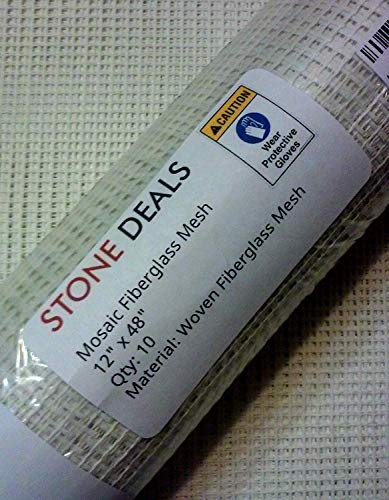 STONE DEALS
Mosaic Fiberglass Mesh
12" x 48"
Qty: 10
Material: Woven Fiberglass Mesh
CAUTION
Wear
Protective
Gloves